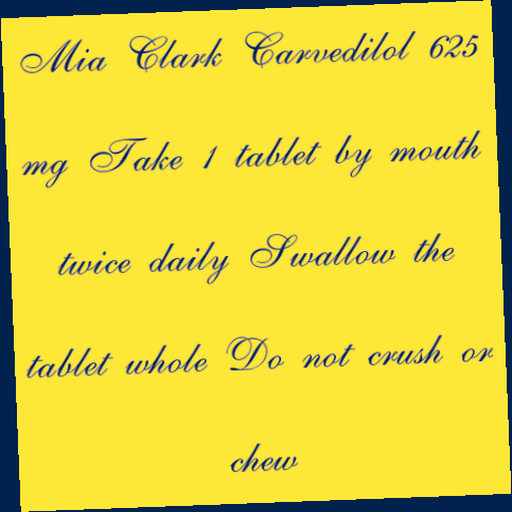 Mia Clark Carvedilol 625
mg Take 1 tablet by mouth
twice daily Swallow the
tablet whole Do not crush or
chew